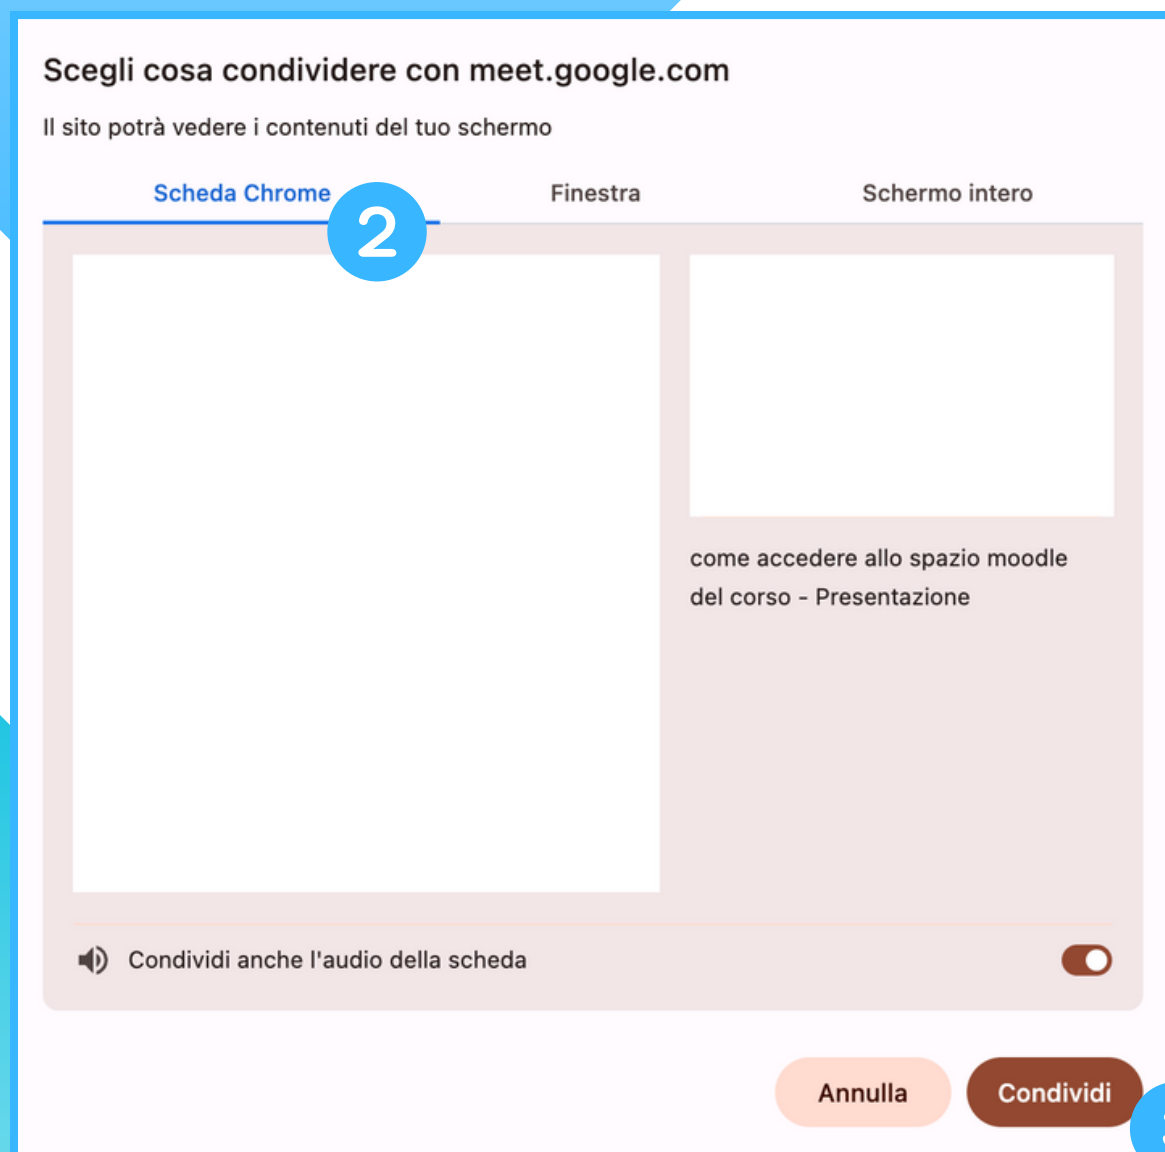 Scegli cosa condividere con meet.google.com
Il sito potrà vedere i contenuti del tuo schermo
Scheda Chrome Finestra Schermo intero
2
come accedere allo spazio moodle
del corso - Presentazione
Condividi anche l'audio della scheda
Annulla Condividi